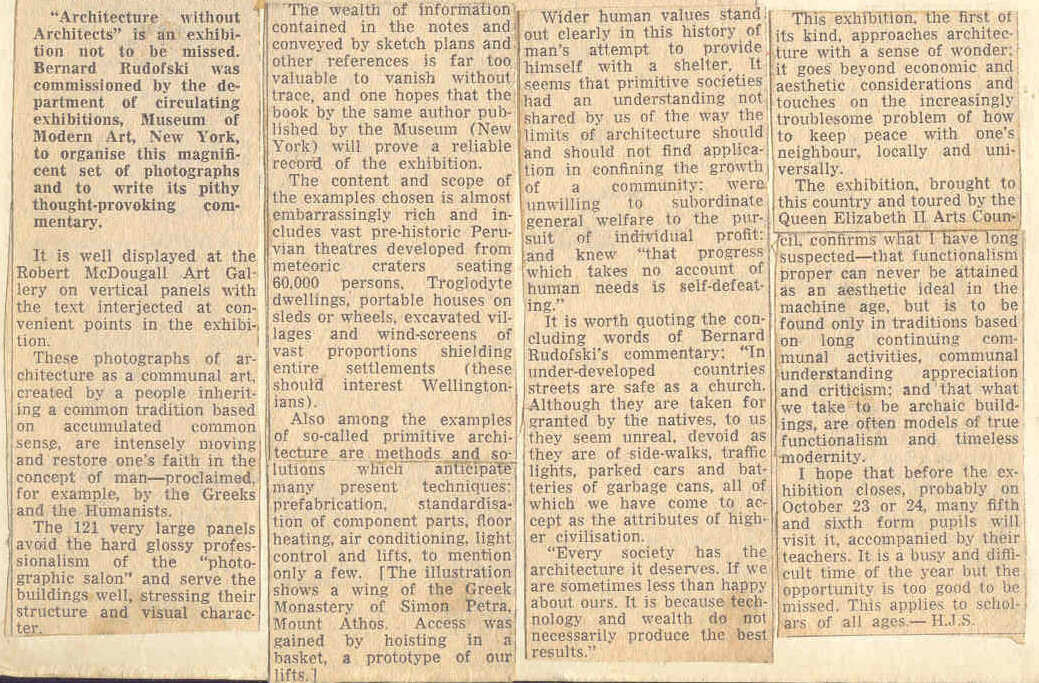 "Architecture without
Architects" is an exhibi-
tion not to be missed.
Bernard Rudofski was
commissioned by the de-
partment of circulating
exhibitions, Museum of
Modern Art, New York,
to organise this magnifi-
cent set of photographs
and to write its pithy
thought-provoking com-
mentary.
It is well displayed at the
Robert McDougall Art Gal-
lery on vertical panels with
the text interjected at con-
venient points in the exhibi-
tion.
These photographs of ar-
chitecture as a communal art,
created by a people inherit-
ing a common tradition based
on accumulated common
sense, are intensely moving
and restore one's faith in the
concept of man—proclaimed,
for example, by the Greeks
and the Humanists.
The 121 very large panels
avoid the hard glossy profes-
sionalism of the "photo-
graphic salon" and serve the
buildings well, stressing their
structure and visual charac-
ter.
The wealth of information
contained in the notes and
conveyed by sketch plans and
other references is far too
valuable to vanish without
trace, and one hopes that the
book by the same author pub-
lished by the Museum (New
York) will prove a reliable
record of the exhibition.
The content and scope of
the examples chosen is almost
embarrassingly rich and in-
cludes vast pre-historic Peru-
vian theatres developed from
meteoric craters seating
60,000 persons, Troglodyte
dwellings, portable houses on
sleds or wheels, excavated vil-
lages and wind-screens of
vast proportions shielding
entire settlements (these
should interest Wellington-
ians).
Also among the examples
of so-called primitive archi-
tecture are methods and so-
lutions which anticipate
many present techniques:
prefabrication, standardisa-
tion of component parts, floor
heating, air conditioning, light
control and lifts, to mention
only a few. [The illustration
shows a wing of the Greek
Monastery of Simon Petra,
Mount Athos. Access was
gained by hoisting in a
basket, a prototype of our
lifts.]
Wider human values stand
out clearly in this history of
man's attempt to provide
himself with a shelter. It
seems that primitive societies
had an understanding not
shared by us of the way the
limits of architecture should
and should not find applica-
tion in confining the growth
of a community: were
unwilling to subordinate
general welfare to the pur-
suit of individual profit:
and knew "that progress
which takes no account of
human needs is self-defeat-
ing."
It is worth quoting the con-
cluding words of Bernard
Rudofski's commentary: "In
under-developed countries
streets are safe as a church.
Although they are taken for
granted by the natives, to us
they seem unreal, devoid as
they are of side-walks, traffic
lights, parked cars and bat-
teries of garbage cans, all of
which we have come to ac-
cept as the attributes of high-
er civilisation.
"Every society has the
architecture it deserves. If we
are sometimes less than happy
about ours. It is because tech-
nology and wealth do not
necessarily produce the best
results."
This exhibition, the first of
its kind, approaches architec-
ture with a sense of wonder:
it goes beyond economic and
aesthetic considerations and
touches on the increasingly
troublesome problem of how
to keep peace with one's
neighbour, locally and uni-
versally.
The exhibition, brought to
this country and toured by the
Queen Elizabeth II Arts Coun-
cil, confirms what I have long
suspected—that functionalism
proper can never be attained
as an aesthetic ideal in the
machine age, but is to be
found only in traditions based
on long continuing com-
munal activities, communal
understanding appreciation
and criticism: and that what
we take to be archaic build-
ings, are often models of true
functionalism and timeless
modernity.
I hope that before the ex-
hibition closes, probably on
October 23 or 24, many fifth
and sixth form pupils will
visit it, accompanied by their
teachers. It is a busy and diffi-
cult time of the year but the
opportunity is too good to be
missed. This applies to schol-
ars of all ages.— H.J.S.